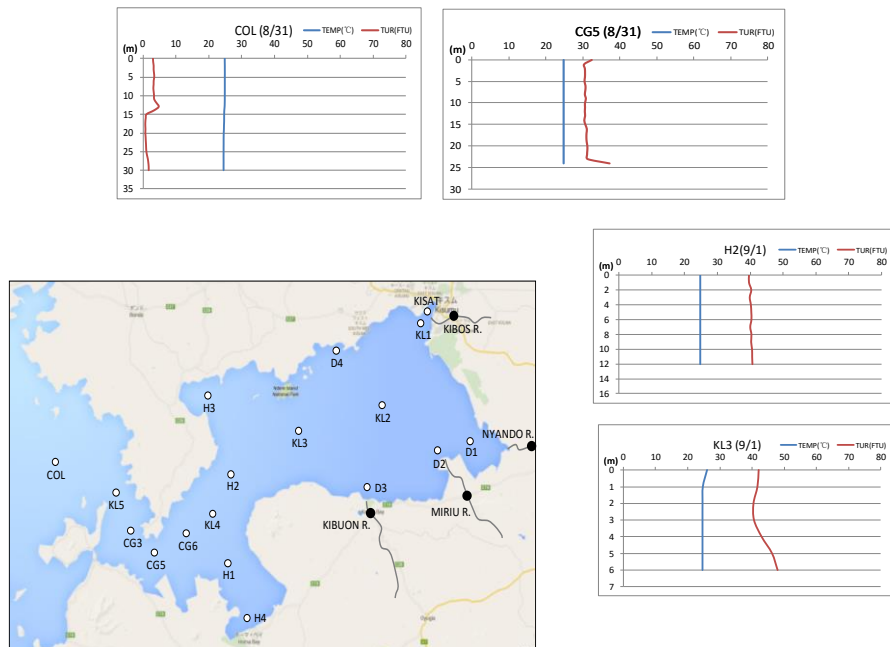 COL (8/31)
TEMP(℃) TUR(FTU)
(m) 0 10 20 30 40 50 60 70 80
0
5
10
15
20
25
30
35
CG5 (8/31)
TEMP(℃) TUR(FTU)
(m) 0 10 20 30 40 50 60 70 80
0
5
10
15
20
25
30
H2(9/1)
TEMP(℃) TUR(FTU)
(m) 0 10 20 30 40 50 60 70 80
0
2
4
6
8
10
12
14
16
KL3 (9/1)
TEMP(℃) TUR(FTU)
(m) 0 10 20 30 40 50 60 70 80
0
1
2
3
4
5
6
7
KISAT
KIBOS R.
KL1
D4
H3
KL2
KL3
NYANDO R.
D1
D2
COL
H2
D3
KL5
MIRIU R.
KL4
KIBUON R.
CG3
CG6
CG5
H1
H4